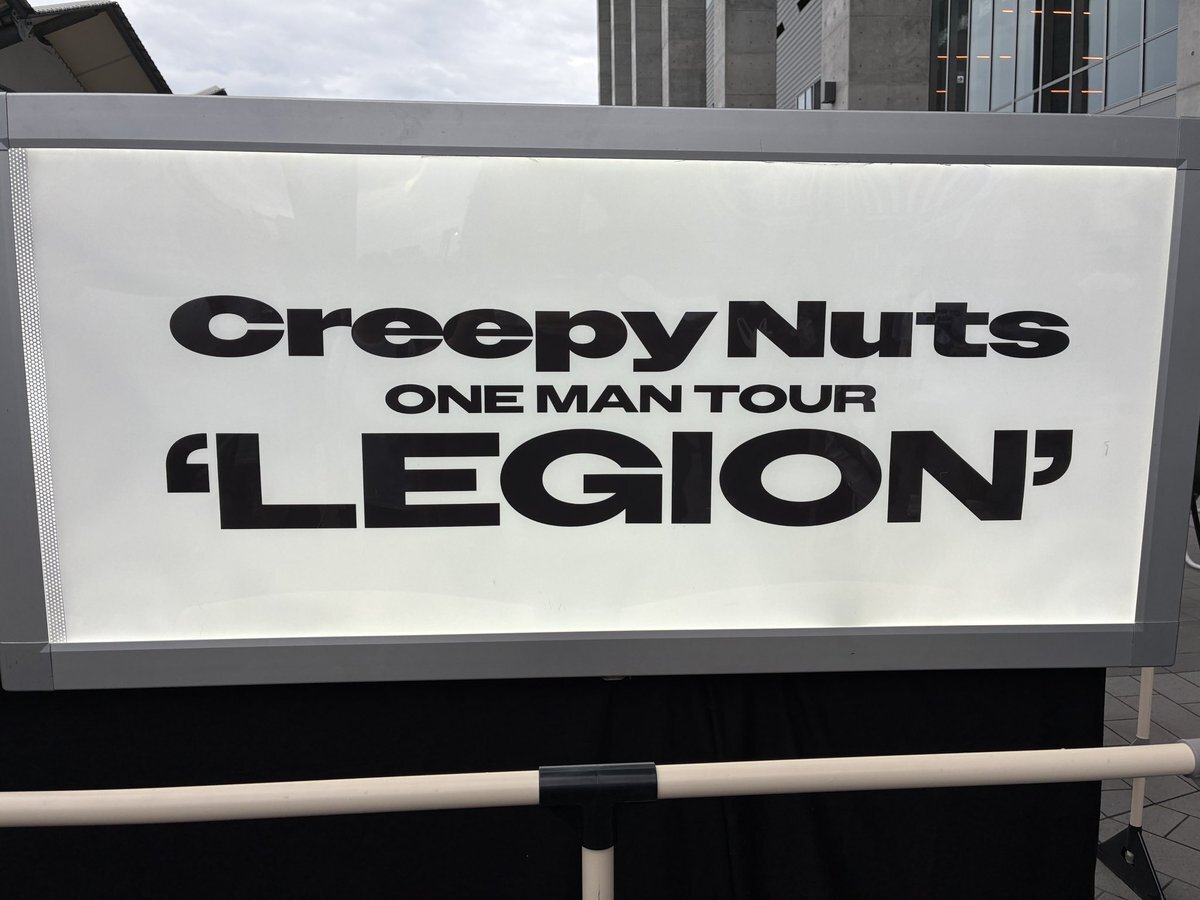 Creepy Nuts
ONE MAN TOUR
‘LEGION’